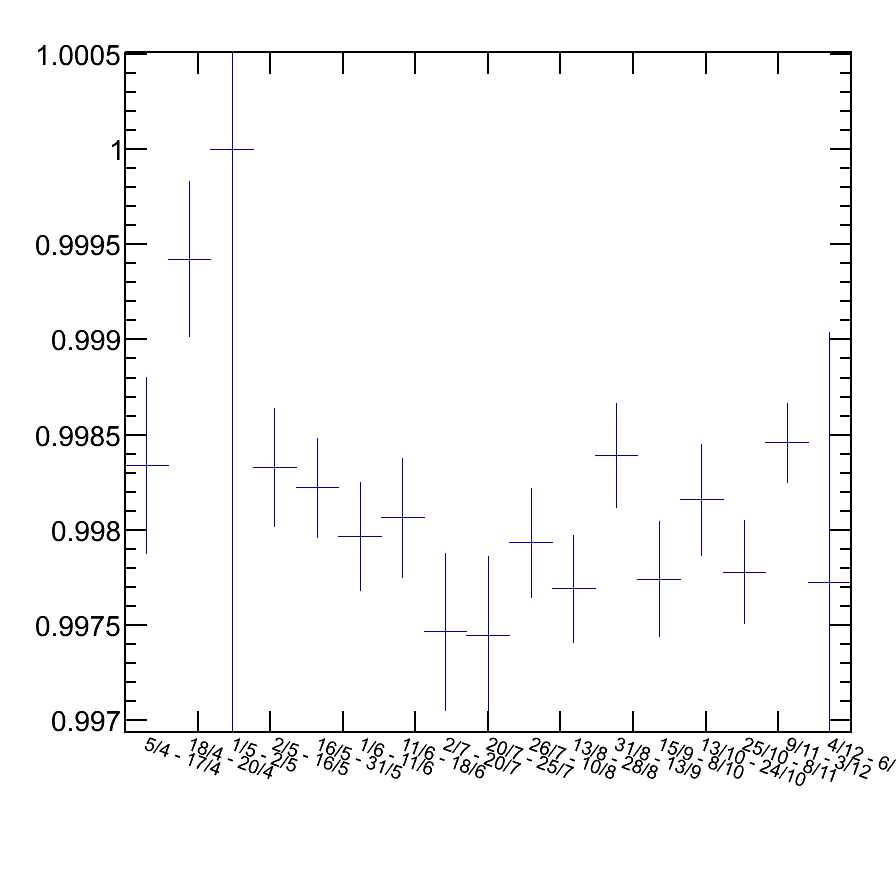 1.0005
1
0.9995
0.999
0.9985
0.998
0.9975
0.997
5/4 - 17/4
18/4 - 20/4
1/5 - 2/5
2/5 - 16/5
16/5 - 31/5
1/6 - 11/6
11/6 - 18/6
2/7 - 20/7
20/7 - 25/7
26/7 - 10/8
13/8 - 28/8
31/8 - 13/9
15/9 - 8/10
13/10 - 24/10
25/10 - 8/11
9/11 - 3/12
4/12 - 6/